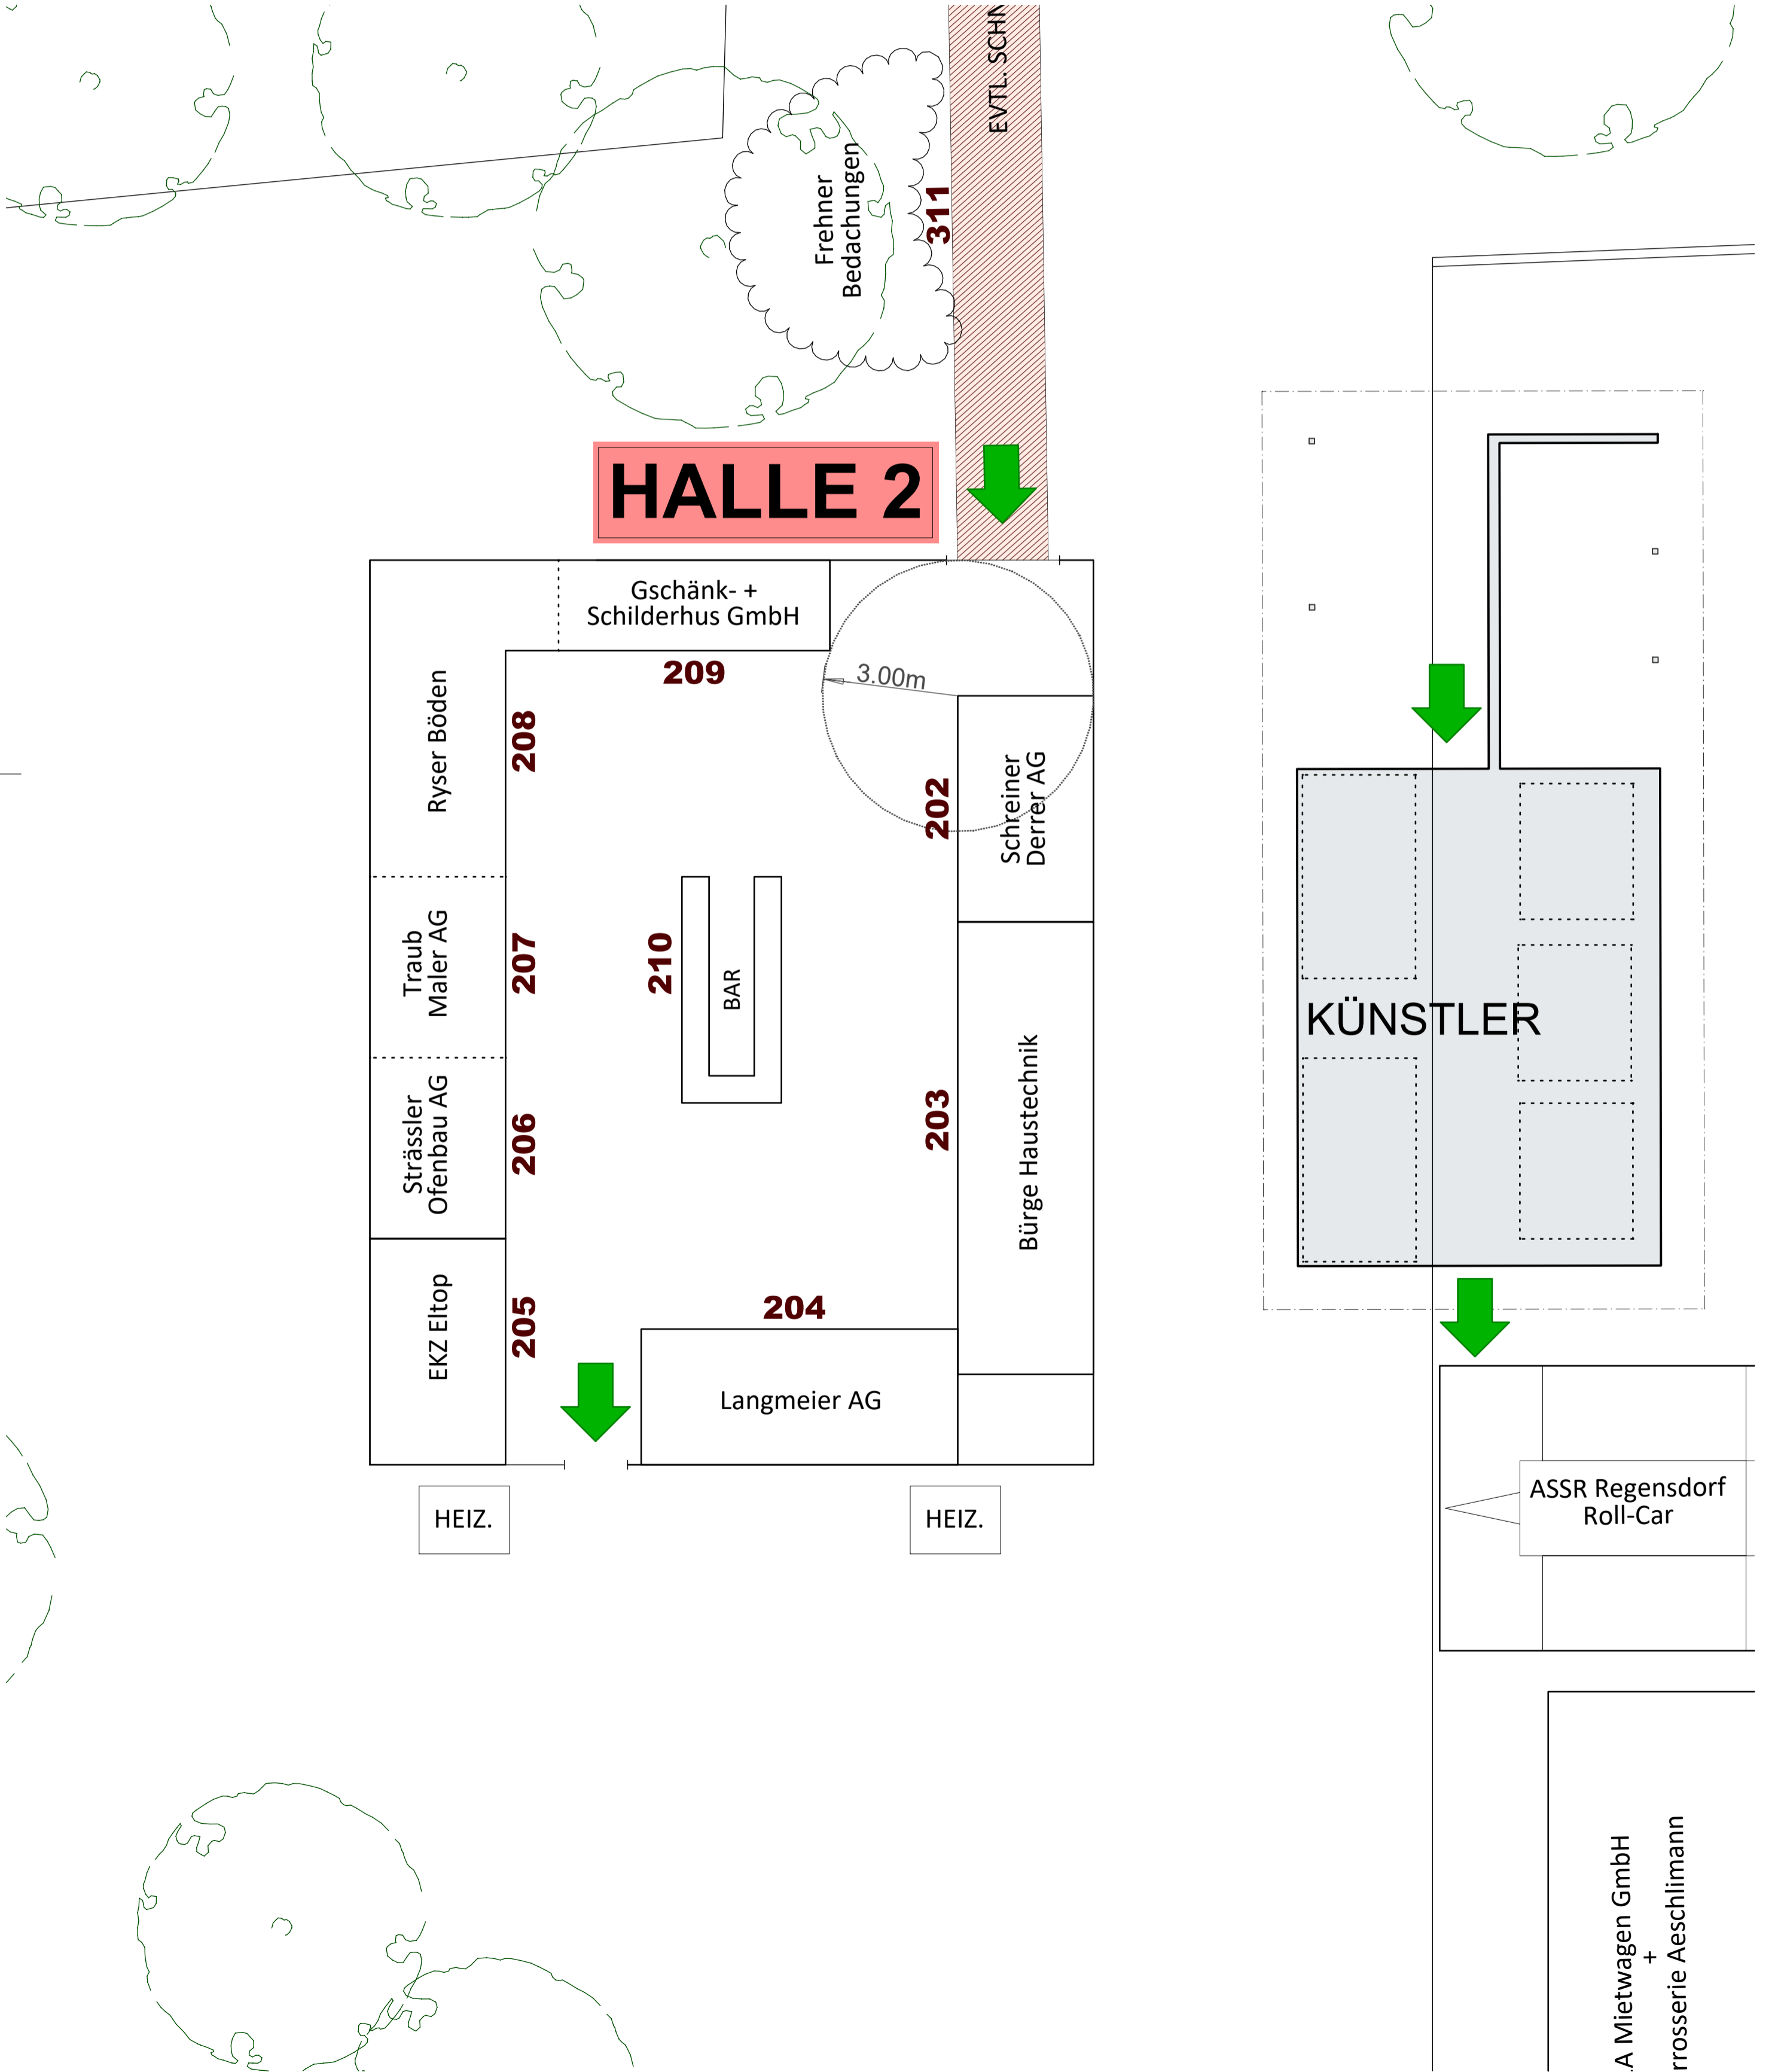 EVTL. SCHN
Frehner
Bedachungen
311
HALLE 2
Gschänk- +
Schilderhus GmbH
209
3.00m
Ryser Böden
208
Schreiner
Derrer AG
202
Traub
Maler AG
207
210
BAR
KÜNSTLER
Strässler
Ofenbau AG
206
203
Bürge Haustechnik
EKZ Eltop
205
204
Langmeier AG
HEIZ.
HEIZ.
ASSR Regensdorf
Roll-Car
A Mietwagen GmbH
+
rrosserie Aeschlimann